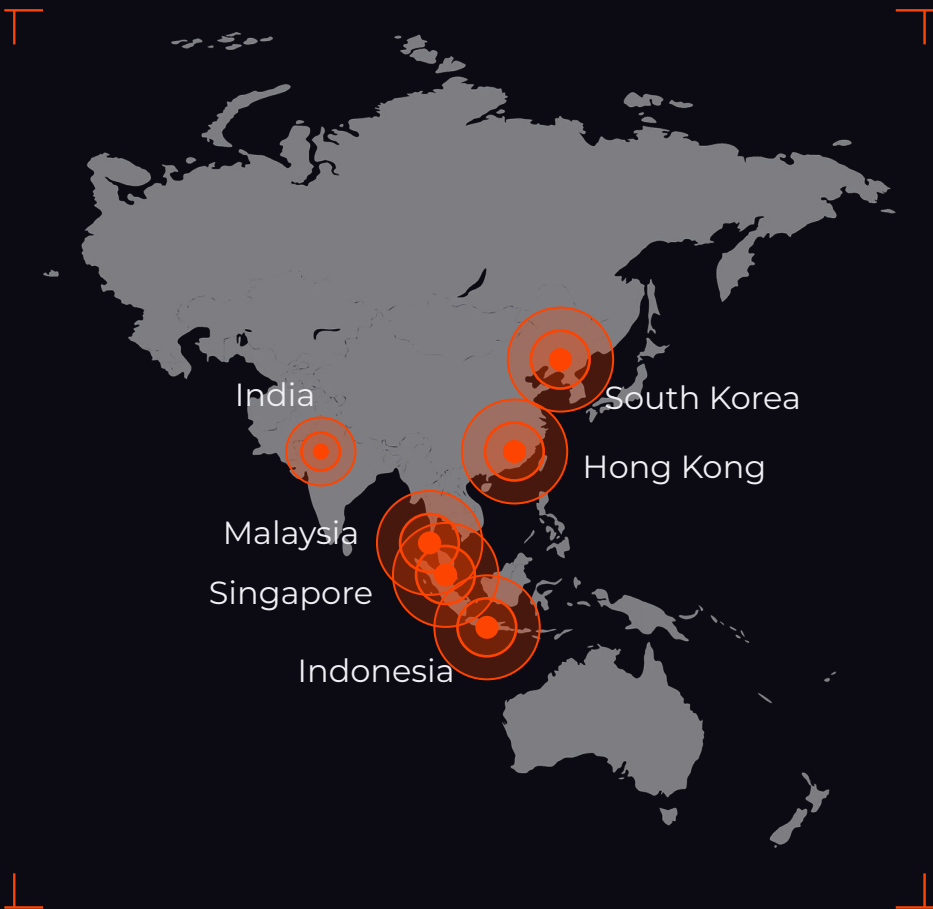 India
South Korea
Hong Kong
Malaysia
Singapore
Indonesia